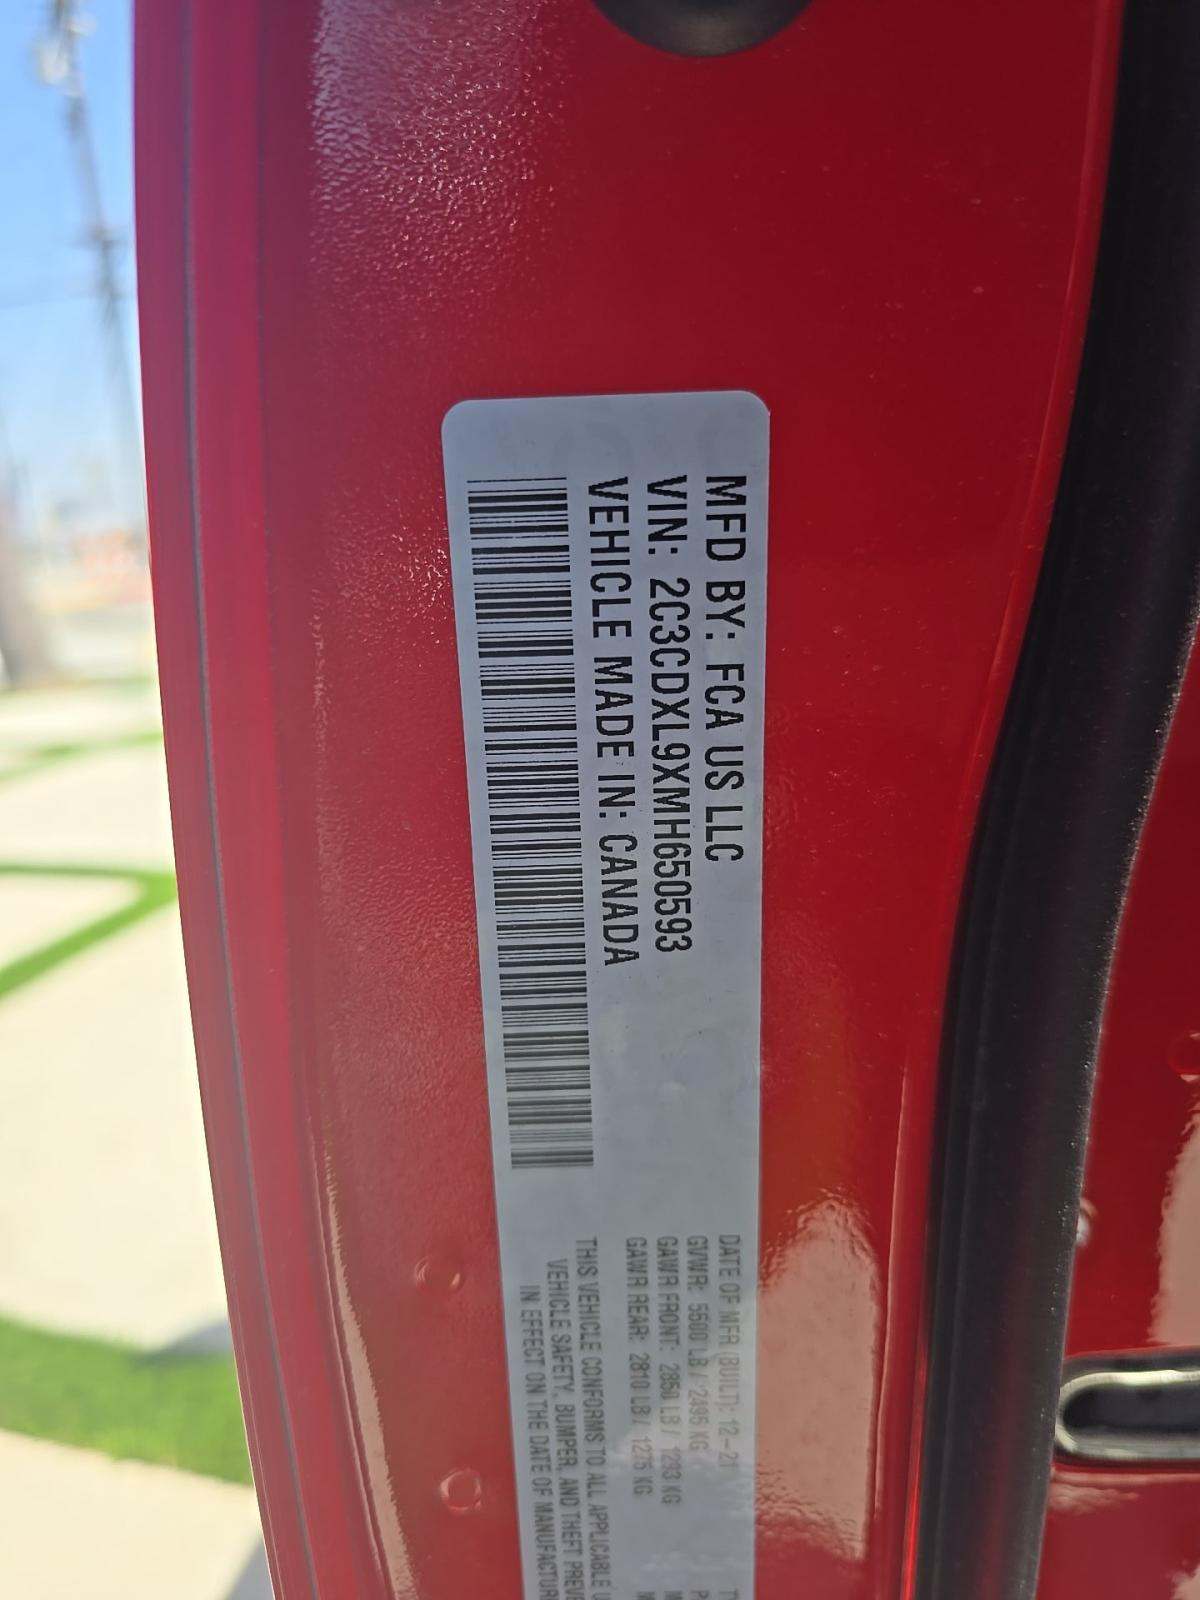 MFD BY: FCA US LLC
VIN: 2C3CDXL9XMH650593
VEHICLE MADE IN: CANADA
DATE OF MFR (BUILT): 12-21
GVWR: 5500 LB / 2495 KG
GAWR FRONT: 2850 LB / 1293 KG
GAWR REAR: 2810 LB / 1275 KG
THIS VEHICLE CONFORMS TO ALL APPLICABLE U
VEHICLE SAFETY, BUMPER, AND THEFT PREVE
IN EFFECT ON THE DATE OF MANUFACTUR